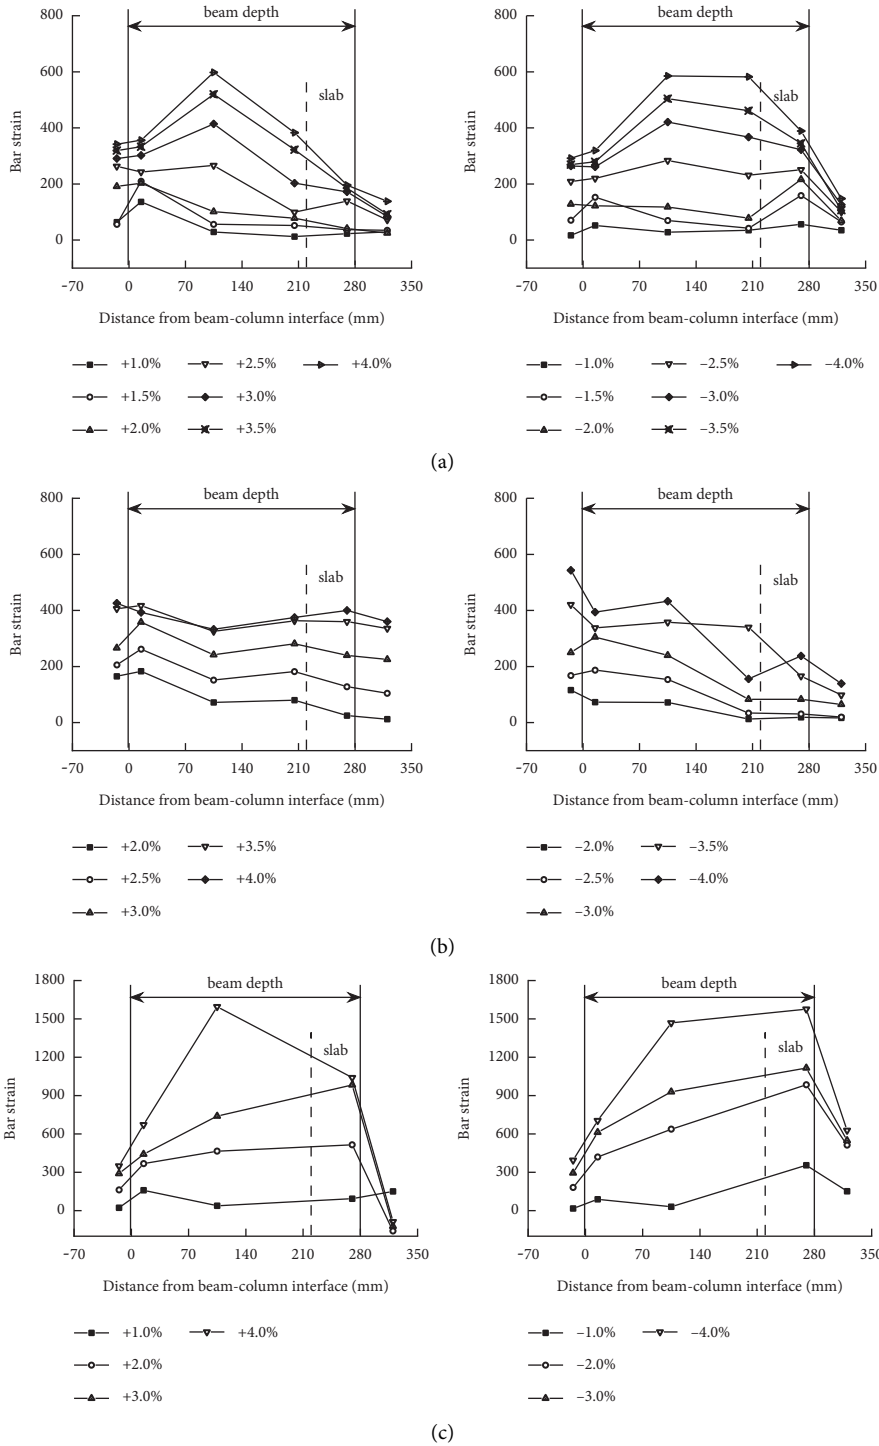 beam depth
800
600
400
200
0
slab
Bar strain
-70 0 70 140 210 280 350
Distance from beam-column interface (mm)
+1.0% +2.5% +4.0%
+1.5% +3.0%
+2.0% +3.5%
beam depth
800
600
400
200
0
slab
Bar strain
-70 0 70 140 210 280 350
Distance from beam-column interface (mm)
–1.0% –2.5% –4.0%
–1.5% –3.0%
–2.0% –3.5%
(a)
beam depth
800
600
400
200
0
slab
Bar strain
-70 0 70 140 210 280 350
Distance from beam-column interface (mm)
+2.0% +3.5%
+2.5% +4.0%
+3.0%
beam depth
800
600
400
200
0
slab
Bar strain
-70 0 70 140 210 280 350
Distance from beam-column interface (mm)
–2.0% –3.5%
–2.5% –4.0%
–3.0%
(b)
beam depth
1800
1500
1200
900
600
300
0
slab
Bar strain
-70 0 70 140 210 280 350
Distance from beam-column interface (mm)
+1.0% +4.0%
+2.0%
+3.0%
beam depth
1800
1500
1200
900
600
300
0
slab
Bar strain
-70 0 70 140 210 280 350
Distance from beam-column interface (mm)
–1.0% –4.0%
–2.0%
–3.0%
(c)